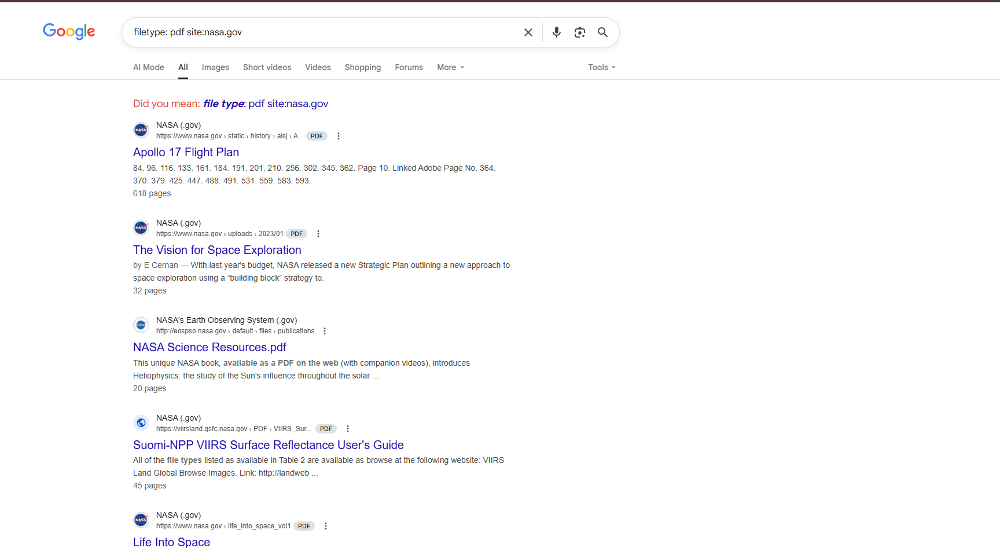 Google
filetype: pdf site:nasa.gov
AI Mode All Images Short videos Videos Shopping Forums More Tools
Did you mean: file type: pdf site:nasa.gov
NASA (.gov)
https://www.nasa.gov › static › history › alsj › A... PDF
Apollo 17 Flight Plan
84. 96. 116. 133. 161. 184. 191. 201. 210. 256. 302. 345. 362. Page 10. Linked Adobe Page No. 364.
370. 379. 425. 447. 488. 491. 531. 559. 583. 593.
618 pages
NASA (.gov)
https://www.nasa.gov › uploads › 2023/01 PDF
The Vision for Space Exploration
by E Cernan — With last year's budget, NASA released a new Strategic Plan outlining a new approach to
space exploration using a “building block” strategy to.
32 pages
NASA's Earth Observing System (.gov)
http://eospso.nasa.gov › default › files › publications
NASA Science Resources.pdf
This unique NASA book, available as a PDF on the web (with companion videos), introduces
Heliophysics: the study of the Sun's influence throughout the solar ...
20 pages
NASA (.gov)
https://viirsland.gsfc.nasa.gov › PDF › VIIRS_Sur... PDF
Suomi-NPP VIIRS Surface Reflectance User's Guide
All of the file types listed as available in Table 2 are available as browse at the following website: VIIRS
Land Global Browse Images. Link: http://landweb ...
45 pages
NASA (.gov)
https://www.nasa.gov › life_into_space_vol1 PDF
Life Into Space